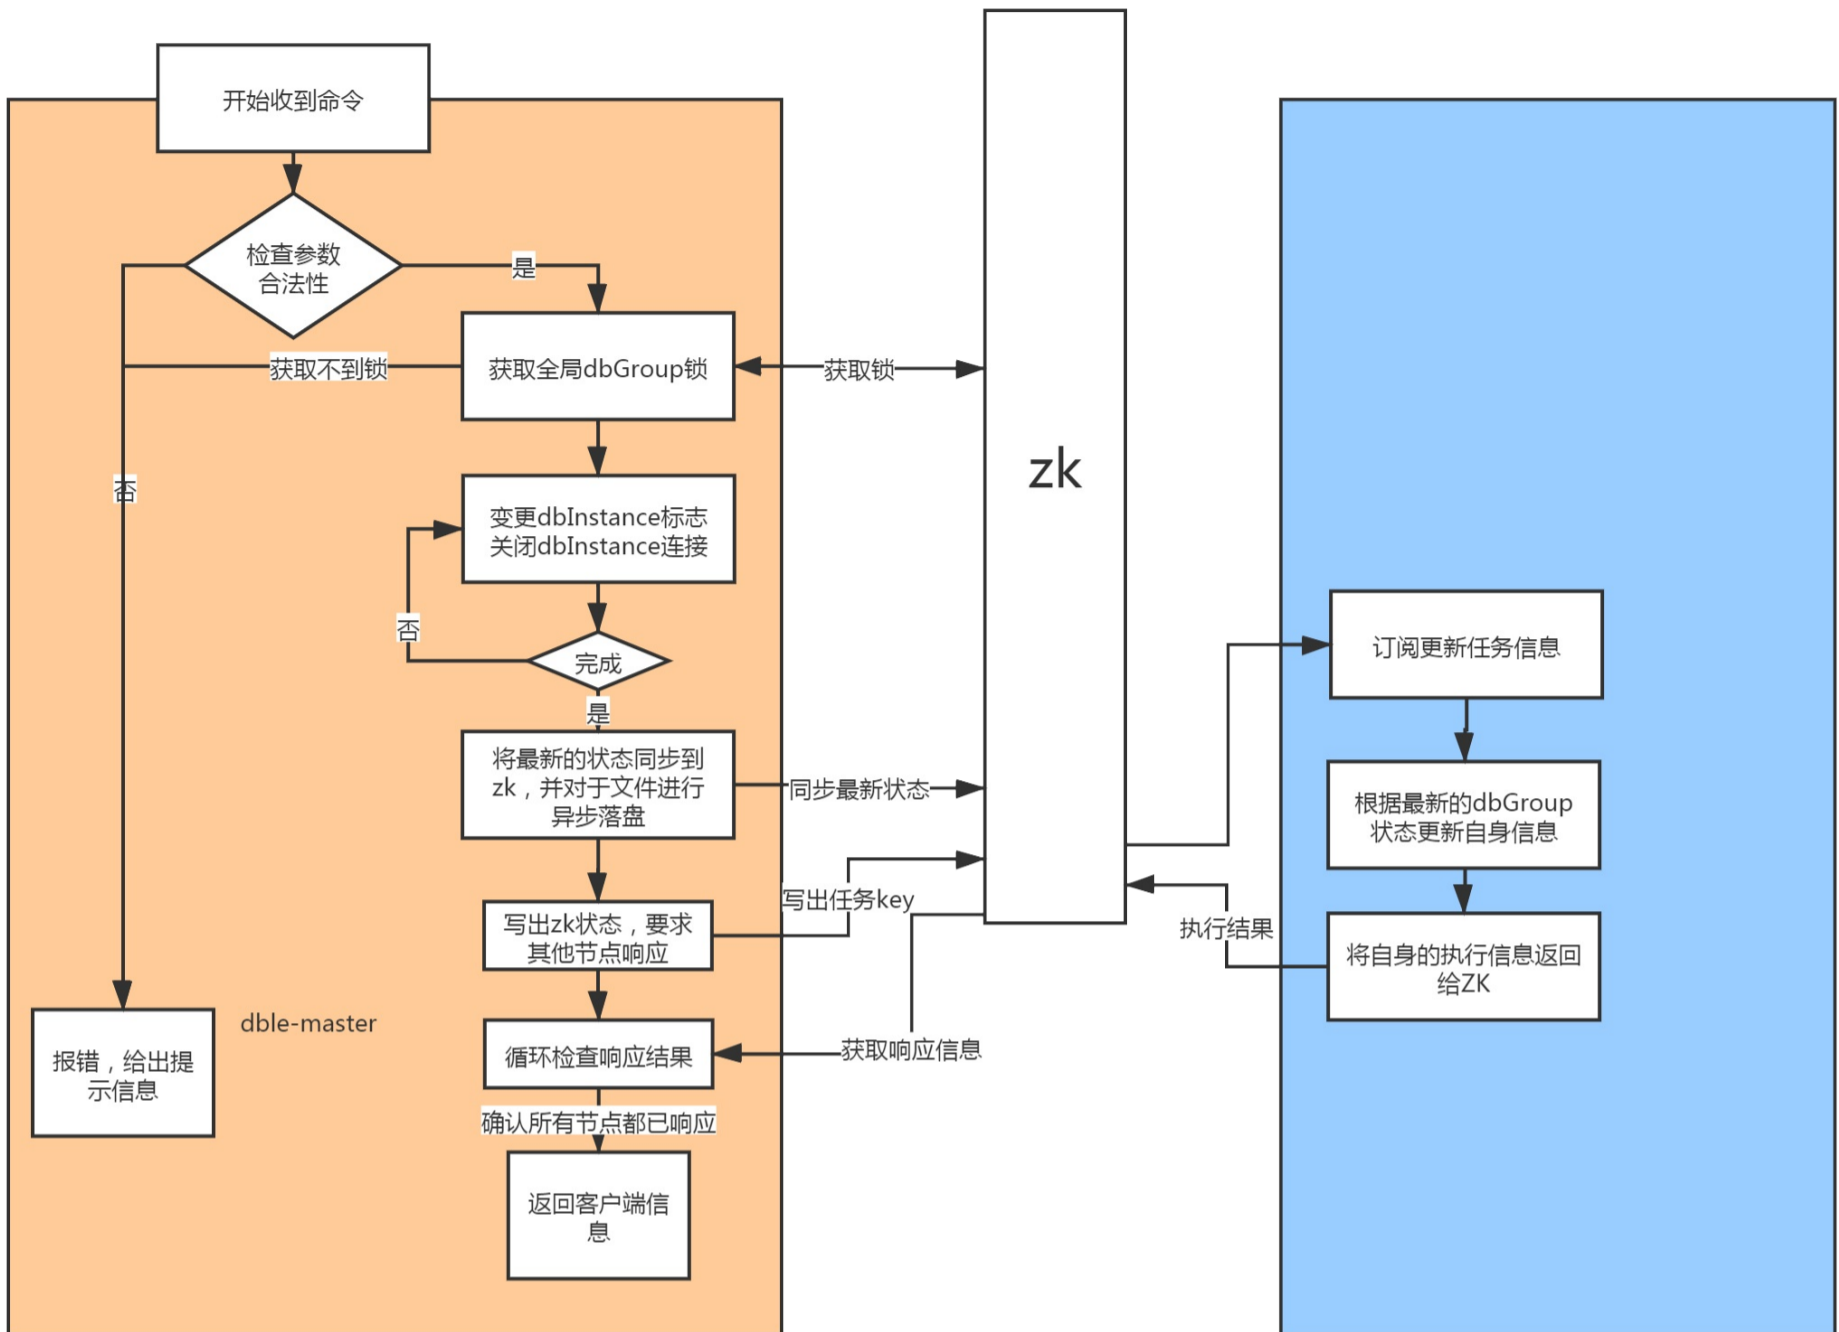 开始收到命令
检查参数
合法性
是
获取全局dbGroup锁
获取不到锁
获取锁
zk
否
变更dbInstance标志
关闭dbInstance连接
否
完成
是
将最新的状态同步到
zk，并对于文件进行
异步落盘
同步最新状态
写出zk状态，要求
其他节点响应
写出任务key
循环检查响应结果
获取响应信息
确认所有节点都已响应
返回客户端信
息
dble-master
报错，给出提
示信息
订阅更新任务信息
根据最新的dbGroup
状态更新自身信息
将自身的执行信息返回
给ZK
执行结果